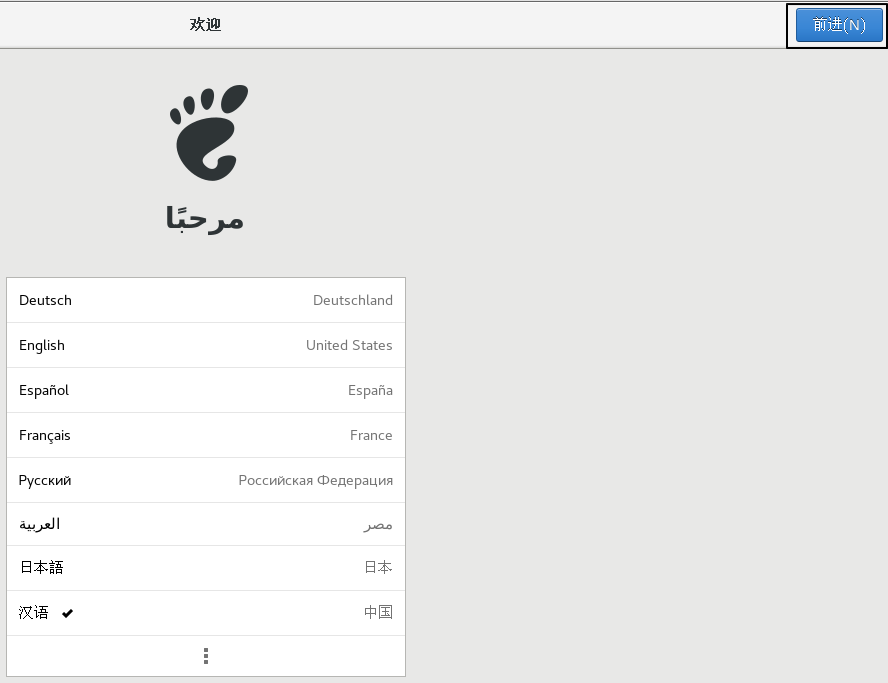 欢迎
前进(N)
مرحبًا
Deutsch Deutschland
English United States
Español España
Français France
Русский Российская Федерация
العربية مصر
日本語 日本
汉语 中国